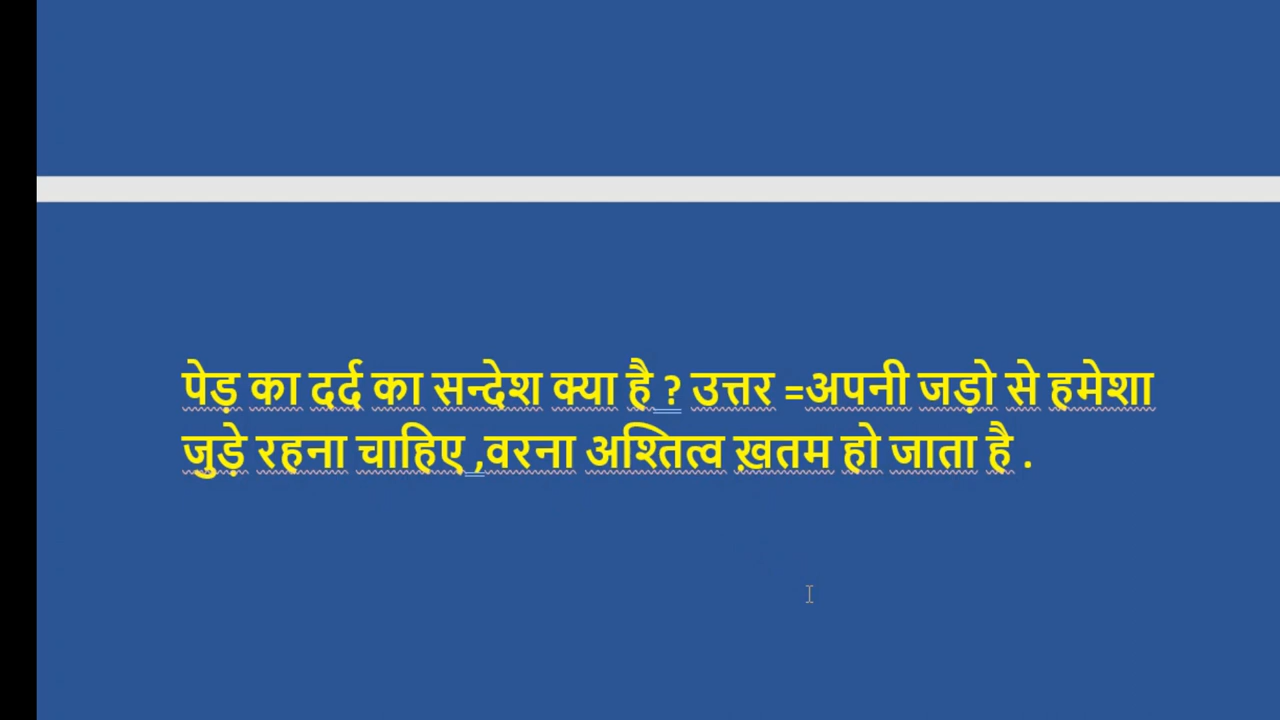 पेड़ का दर्द का सन्देश क्या है ? उत्तर =अपनी जड़ो से हमेशा
जुड़े रहना चाहिए ,वरना अश्तित्व ख़तम हो जाता है .